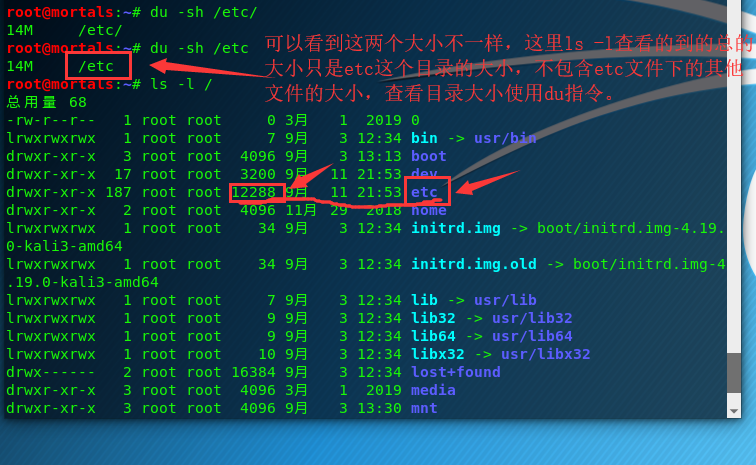 root@mortals:~# du -sh /etc/
14M     /etc/
root@mortals:~# du -sh /etc
14M     /etc
root@mortals:~# ls -l /
可以看到这两个大小不一样，这里ls -l查看的到的总的
大小只是etc这个目录的大小，不包含etc文件下的其他
文件的大小，查看目录大小使用du指令。
总用量 68
-rw-r--r--   1 root root     0 3月   1  2019 0
lrwxrwxrwx   1 root root     7 9月   3 12:34 bin -> usr/bin
drwxr-xr-x   3 root root  4096 9月   3 13:13 boot
drwxr-xr-x  17 root root  3200 9月  11 21:53 dev
drwxr-xr-x 187 root root 12288 9月  11 21:53 etc
drwxr-xr-x   2 root root  4096 11月 29  2018 home
lrwxrwxrwx   1 root root    34 9月   3 12:34 initrd.img -> boot/initrd.img-4.19.
0-kali3-amd64
lrwxrwxrwx   1 root root    34 9月   3 12:34 initrd.img.old -> boot/initrd.img-4
.19.0-kali3-amd64
lrwxrwxrwx   1 root root     7 9月   3 12:34 lib -> usr/lib
lrwxrwxrwx   1 root root     9 9月   3 12:34 lib32 -> usr/lib32
lrwxrwxrwx   1 root root     9 9月   3 12:34 lib64 -> usr/lib64
lrwxrwxrwx   1 root root    10 9月   3 12:34 libx32 -> usr/libx32
drwx------   2 root root 16384 9月   3 12:34 lost+found
drwxr-xr-x   3 root root  4096 3月   1  2019 media
drwxr-xr-x   3 root root  4096 9月   3 13:30 mnt